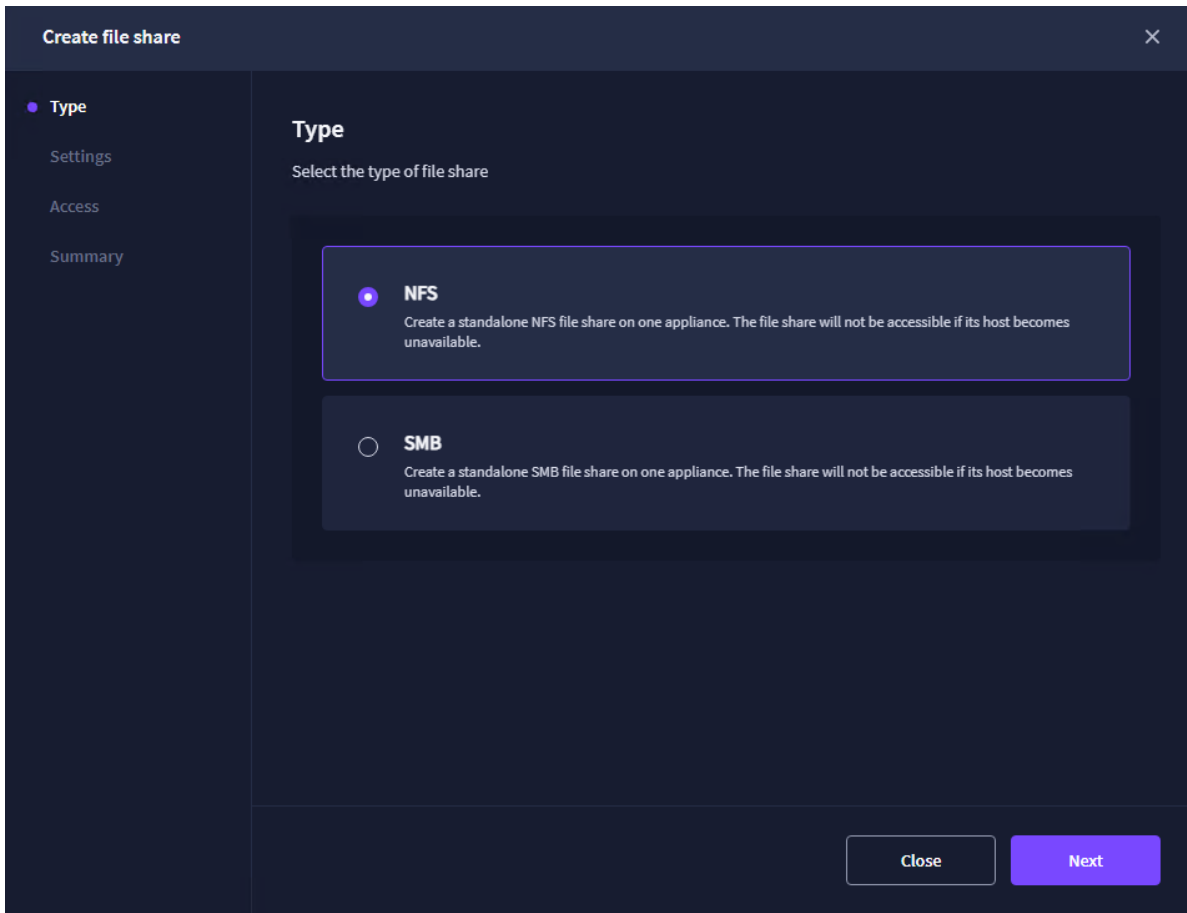 Create file share
Type
Settings
Access
Summary
Type
Select the type of file share
NFS
Create a standalone NFS file share on one appliance. The file share will not be accessible if its host becomes
unavailable.
SMB
Create a standalone SMB file share on one appliance. The file share will not be accessible if its host becomes
unavailable.
Close
Next